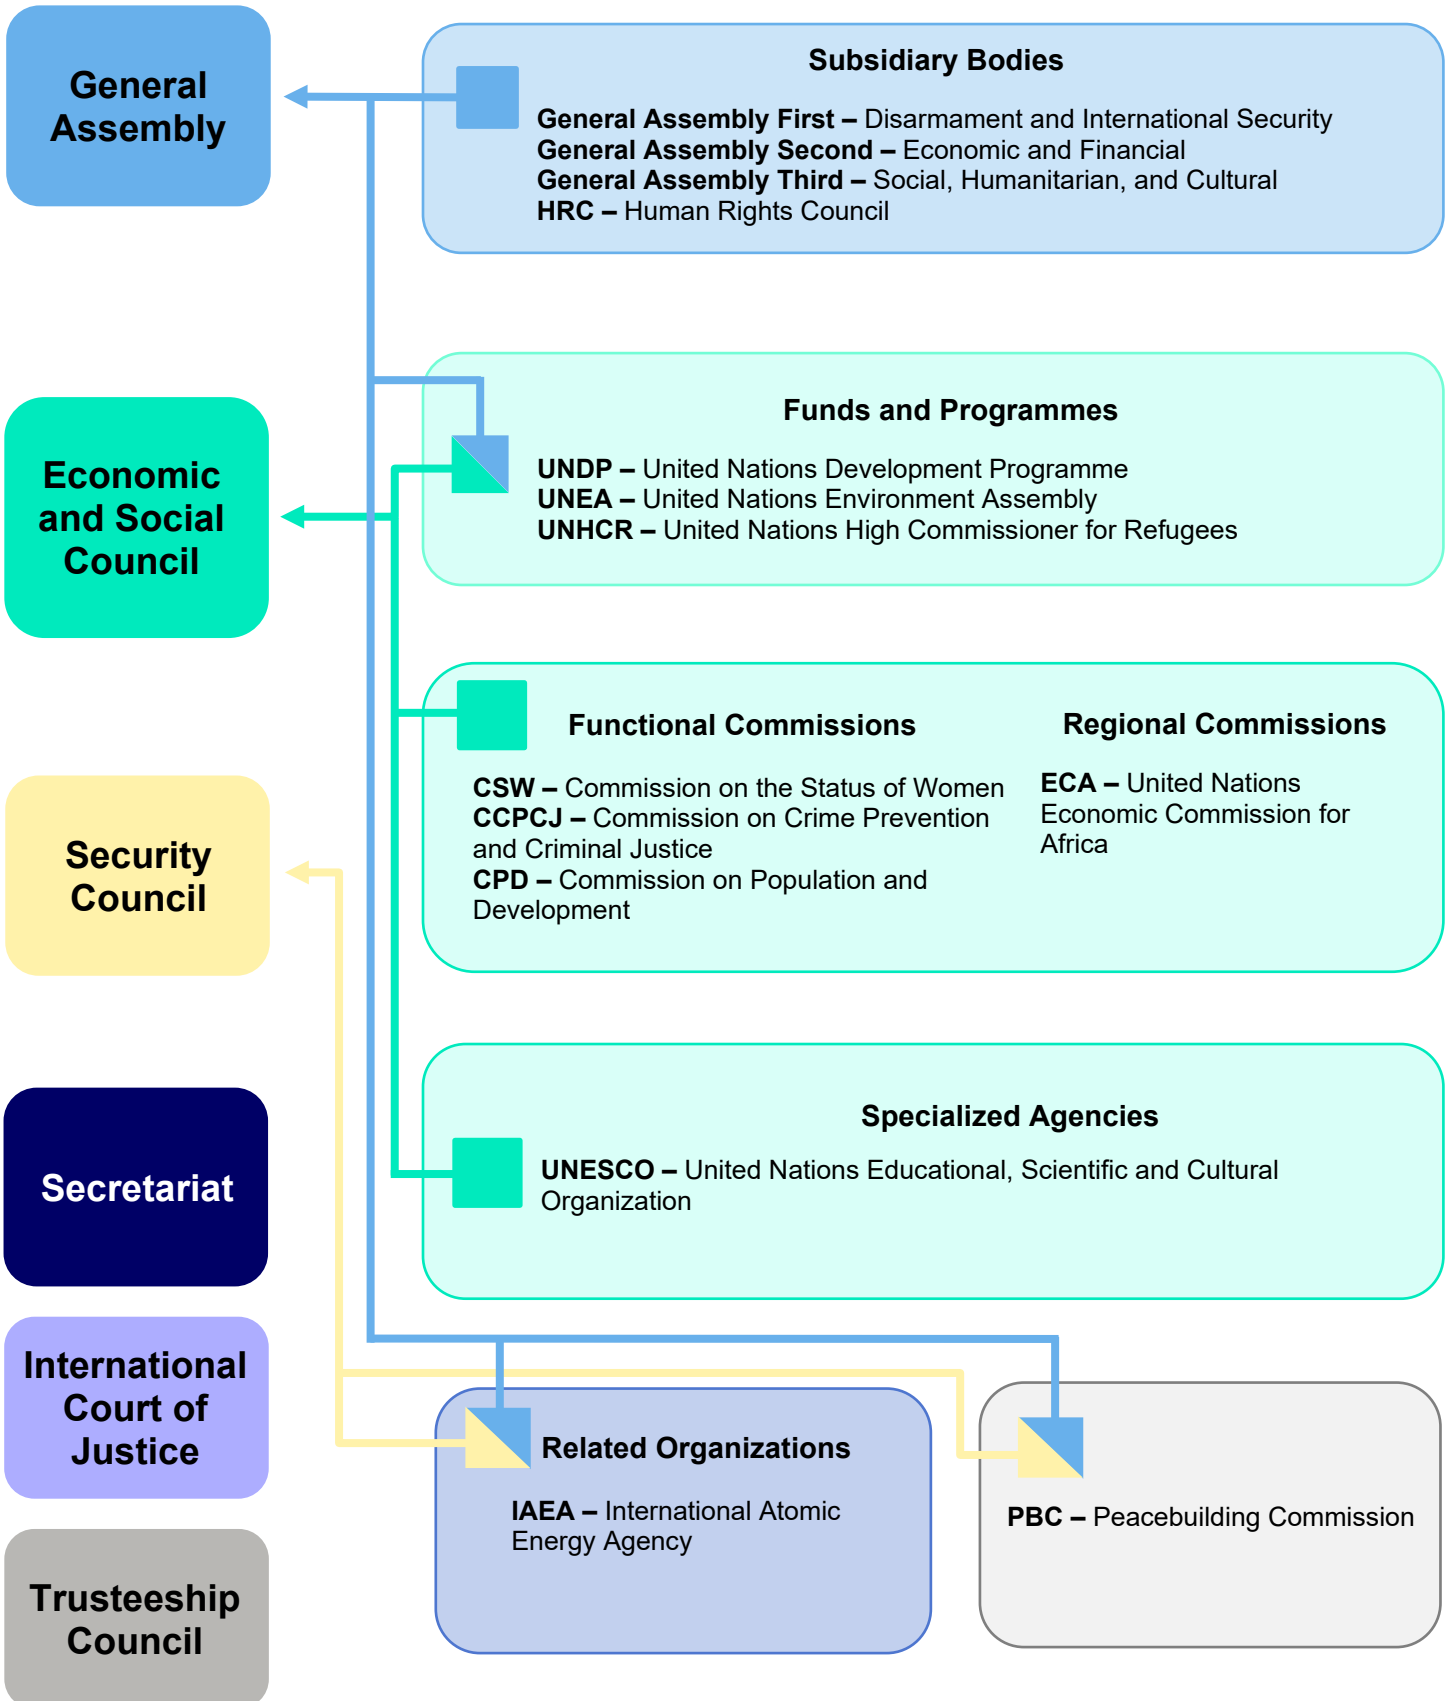 General
Assembly
Subsidiary Bodies
General Assembly First – Disarmament and International Security
General Assembly Second – Economic and Financial
General Assembly Third – Social, Humanitarian, and Cultural
HRC – Human Rights Council
Economic
and Social
Council
Funds and Programmes
UNDP – United Nations Development Programme
UNEA – United Nations Environment Assembly
UNHCR – United Nations High Commissioner for Refugees
Functional Commissions
CSW – Commission on the Status of Women
CCPCJ – Commission on Crime Prevention
and Criminal Justice
CPD – Commission on Population and
Development
Regional Commissions
ECA – United Nations
Economic Commission for
Africa
Security
Council
Specialized Agencies
UNESCO – United Nations Educational, Scientific and Cultural
Organization
Secretariat
International
Court of
Justice
Related Organizations
IAEA – International Atomic
Energy Agency
PBC – Peacebuilding Commission
Trusteeship
Council